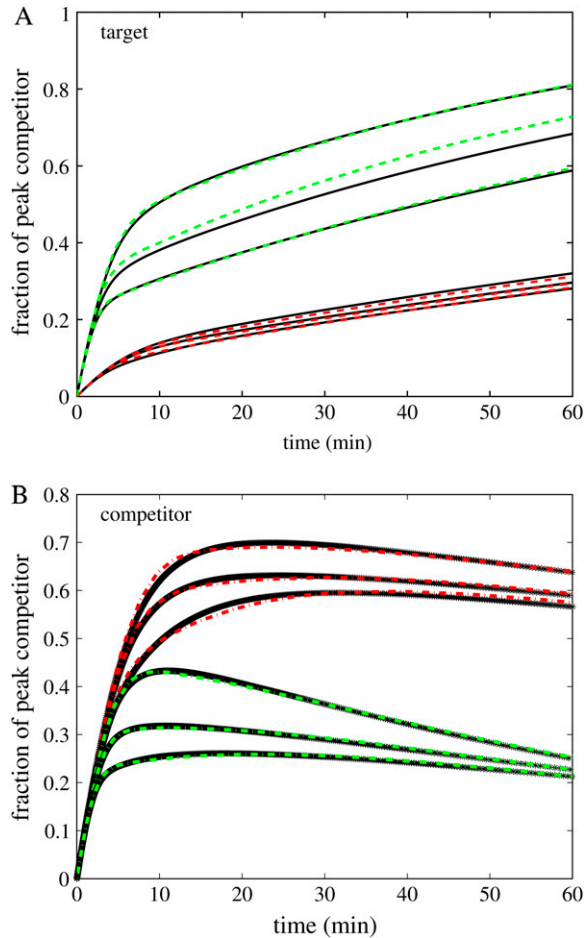 A
target
fraction of peak competitor
1
0.8
0.6
0.4
0.2
0
0 10 20 30 40 50 60
time (min)
B
competitor
fraction of peak competitor
0.8
0.7
0.6
0.5
0.4
0.3
0.2
0.1
0
0 10 20 30 40 50 60
time (min)